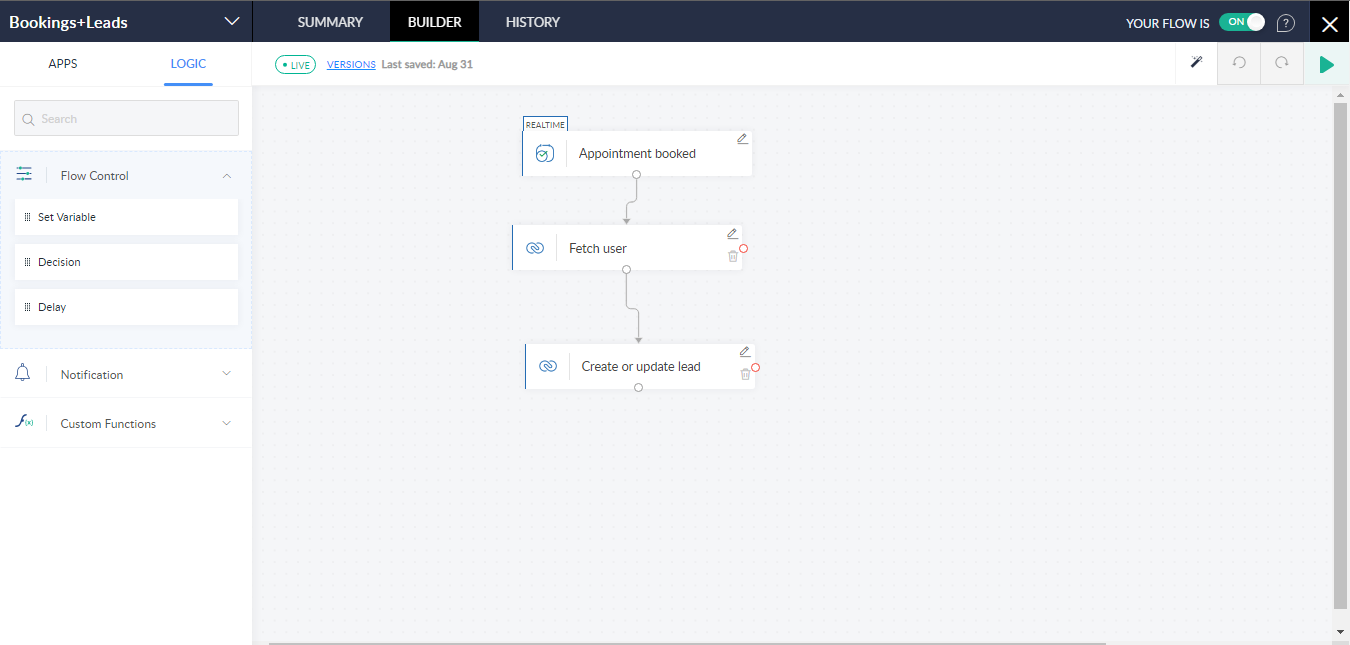 Bookings+Leads
SUMMARY
BUILDER
HISTORY
YOUR FLOW IS
ON
?
APPS
LOGIC
LIVE
VERSIONS
Last saved: Aug 31
Search
REALTIME
Appointment booked
Flow Control
Set Variable
Fetch user
Decision
Delay
Create or update lead
Notification
f(x)
Custom Functions